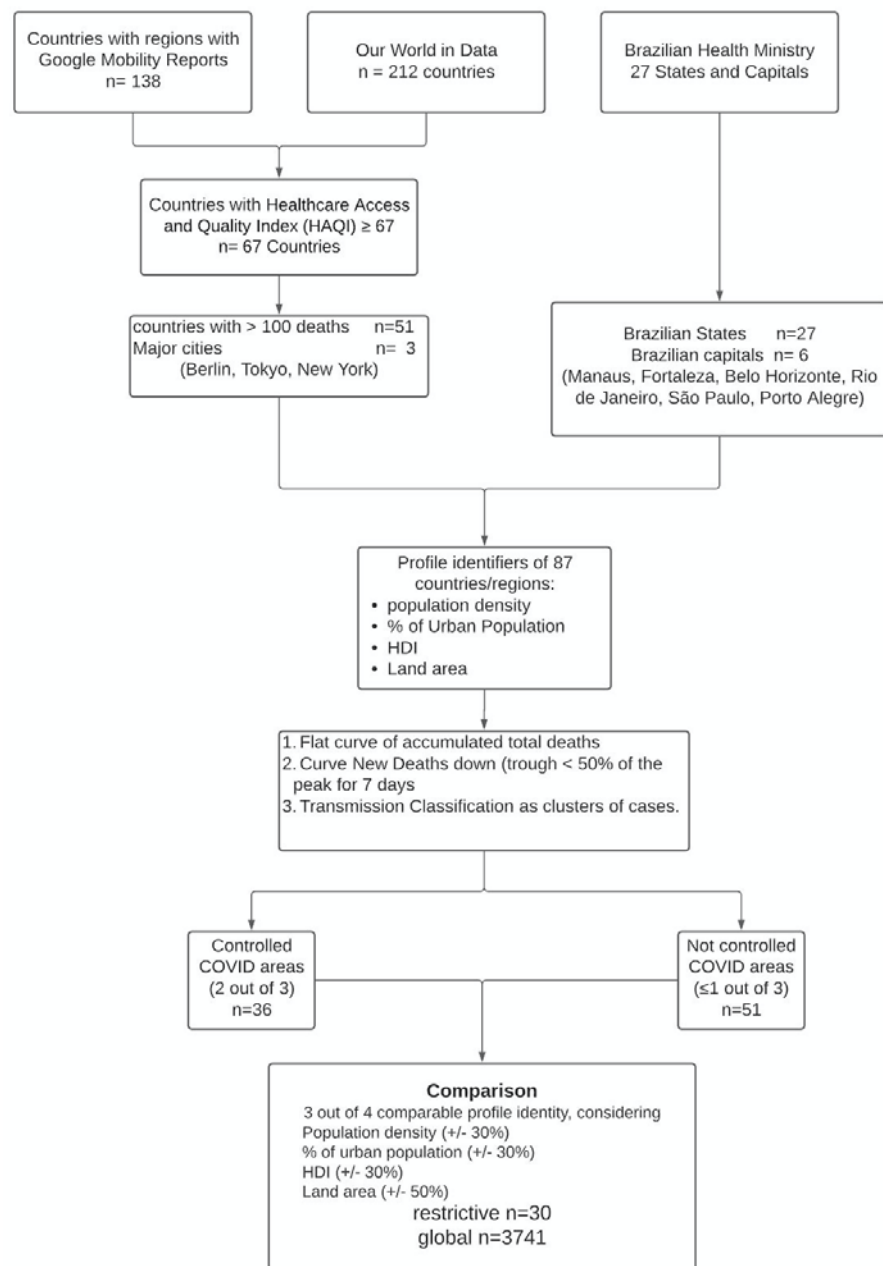 Countries with regions with
Google Mobility Reports
n= 138
Our World in Data
n = 212 countries
Brazilian Health Ministry
27 States and Capitals
Countries with Healthcare Access
and Quality Index (HAQI) ≥ 67
n= 67 Countries
countries with > 100 deaths n=51
Major cities n= 3
(Berlin, Tokyo, New York)
Brazilian States n=27
Brazilian capitals n= 6
(Manaus, Fortaleza, Belo Horizonte, Rio
de Janeiro, São Paulo, Porto Alegre)
Profile identifiers of 87
countries/regions:
• population density
• % of Urban Population
• HDI
• Land area
1. Flat curve of accumulated total deaths
2. Curve New Deaths down (trough < 50% of the
peak for 7 days
3. Transmission Classification as clusters of cases.
Controlled
COVID areas
(2 out of 3)
n=36
Not controlled
COVID areas
(≤1 out of 3)
n=51
Comparison
3 out of 4 comparable profile identity, considering
Population density (+/- 30%)
% of urban population (+/- 30%)
HDI (+/- 30%)
Land area (+/- 50%)
restrictive n=30
global n=3741